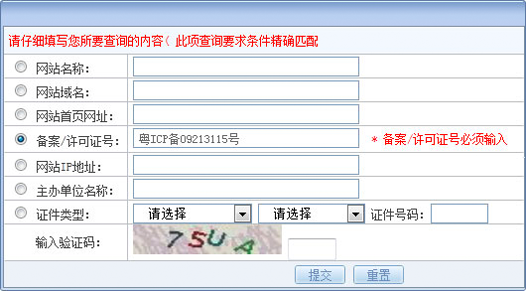 请仔细填写您所要查询的内容( 此项查询要求条件精确匹配
网站名称：
网站域名：
网站首页网址：
备案/许可证号： 粤ICP备09213115号 * 备案/许可证号必须输入
网站IP地址：
主办单位名称：
证件类型： 请选择 请选择 证件号码：
输入验证码： 7SUA
提交 重置